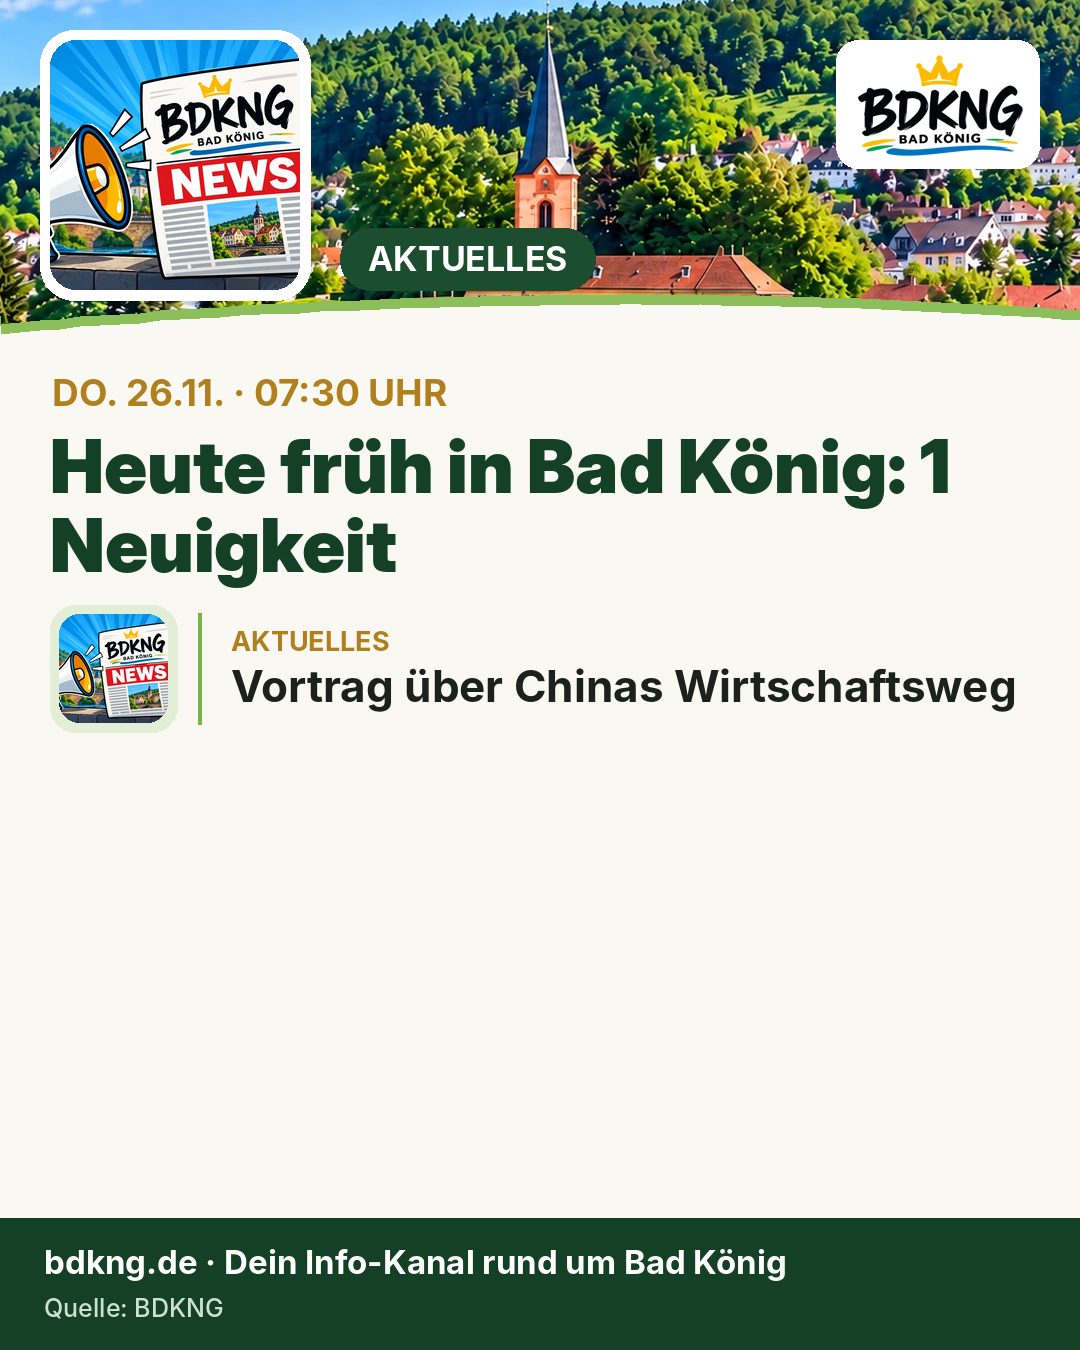 BDKNG
BAD KÖNIG
NEWS
BDKNG
BAD KÖNIG
AKTUELLES
DO. 26.11. · 07:30 UHR
Heute früh in Bad König: 1
Neuigkeit
BDKNG
BAD KÖNIG
NEWS
AKTUELLES
Vortrag über Chinas Wirtschaftsweg
bdkng.de · Dein Info-Kanal rund um Bad König
Quelle: BDKNG